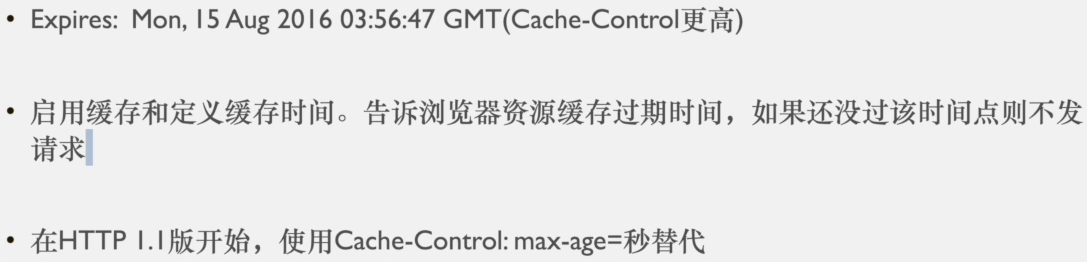 • Expires: Mon, 15 Aug 2016 03:56:47 GMT(Cache-Control更高)
• 启用缓存和定义缓存时间。告诉浏览器资源缓存过期时间，如果还没过该时间点则不发
请求
• 在HTTP 1.1版开始，使用Cache-Control: max-age=秒替代